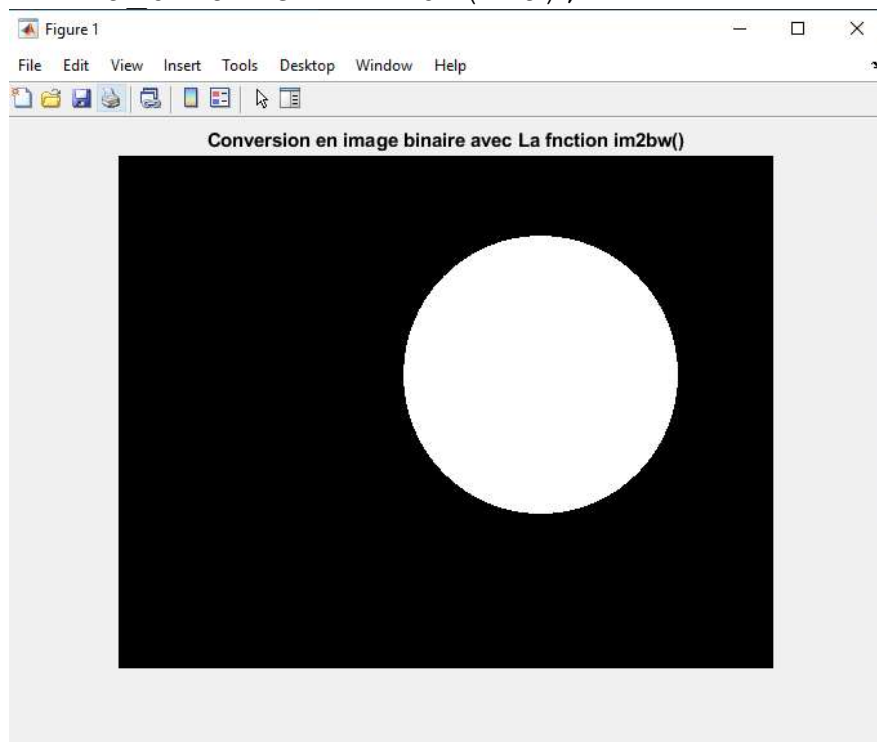 Figure 1
File Edit View Insert Tools Desktop Window Help
Conversion en image binaire avec La fnction im2bw()